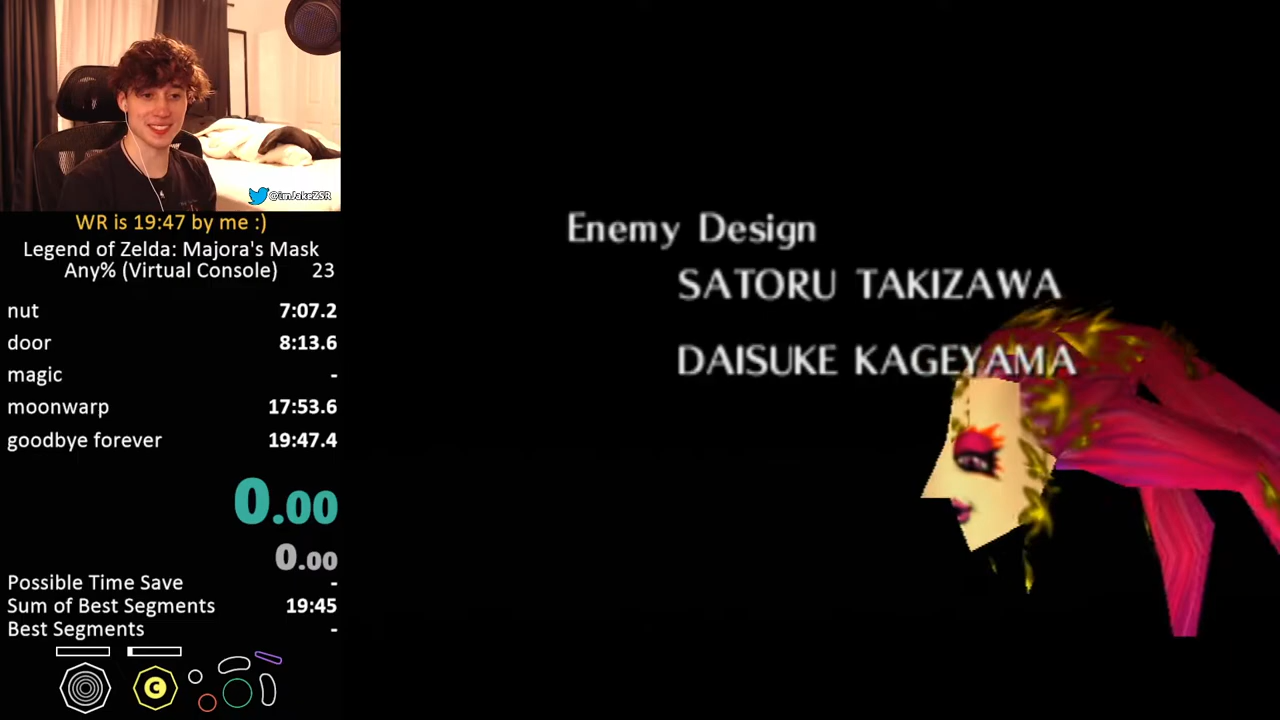 @imJakeZSR
WR is 19:47 by me :)
Legend of Zelda: Majora's Mask
Any% (Virtual Console) 23
nut 7:07.2
door 8:13.6
magic -
moonwarp 17:53.6
goodbye forever 19:47.4
0.00
0.00
Possible Time Save -
Sum of Best Segments 19:45
Best Segments -
C
Enemy Design
SATORU TAKIZAWA
DAISUKE KAGEYAMA